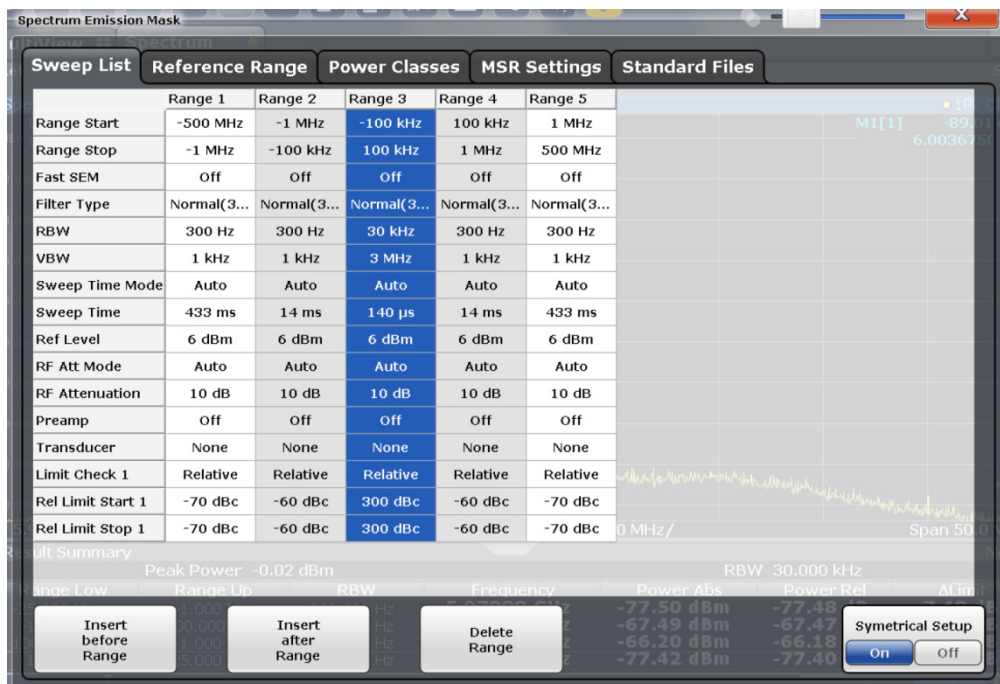 Spectrum Emission Mask
MultiView Spectrum
Sweep List Reference Range Power Classes MSR Settings Standard Files
Range 1 Range 2 Range 3 Range 4 Range 5
Range Start -500 MHz -1 MHz -100 kHz 100 kHz 1 MHz
M1[1] -89.01
Range Stop -1 MHz -100 kHz 100 kHz 1 MHz 500 MHz
6.0036750
Fast SEM Off Off Off Off Off
Filter Type Normal(3... Normal(3... Normal(3... Normal(3... Normal(3...
RBW 300 Hz 300 Hz 30 kHz 300 Hz 300 Hz
VBW 1 kHz 1 kHz 3 MHz 1 kHz 1 kHz
Sweep Time Mode Auto Auto Auto Auto Auto
Sweep Time 433 ms 14 ms 140 µs 14 ms 433 ms
Ref Level 6 dBm 6 dBm 6 dBm 6 dBm 6 dBm
RF Att Mode Auto Auto Auto Auto Auto
RF Attenuation 10 dB 10 dB 10 dB 10 dB 10 dB
Preamp Off Off Off Off Off
Transducer None None None None None
Limit Check 1 Relative Relative Relative Relative Relative
Rel Limit Start 1 -70 dBc -60 dBc 300 dBc -60 dBc -70 dBc
Rel Limit Stop 1 -70 dBc -60 dBc 300 dBc -60 dBc -70 dBc
0 MHz/ Span 50.0
Result Summary
Peak Power -0.02 dBm RBW 30.000 kHz
Range Low Range Up RBW Frequency Power Abs Power Rel ΔLimit
-77.50 dBm -77.48
-67.49 dBm -67.47
-66.20 dBm -66.18
-77.42 dBm -77.40
Insert
before
Range
Insert
after
Range
Delete
Range
Symetrical Setup
On Off